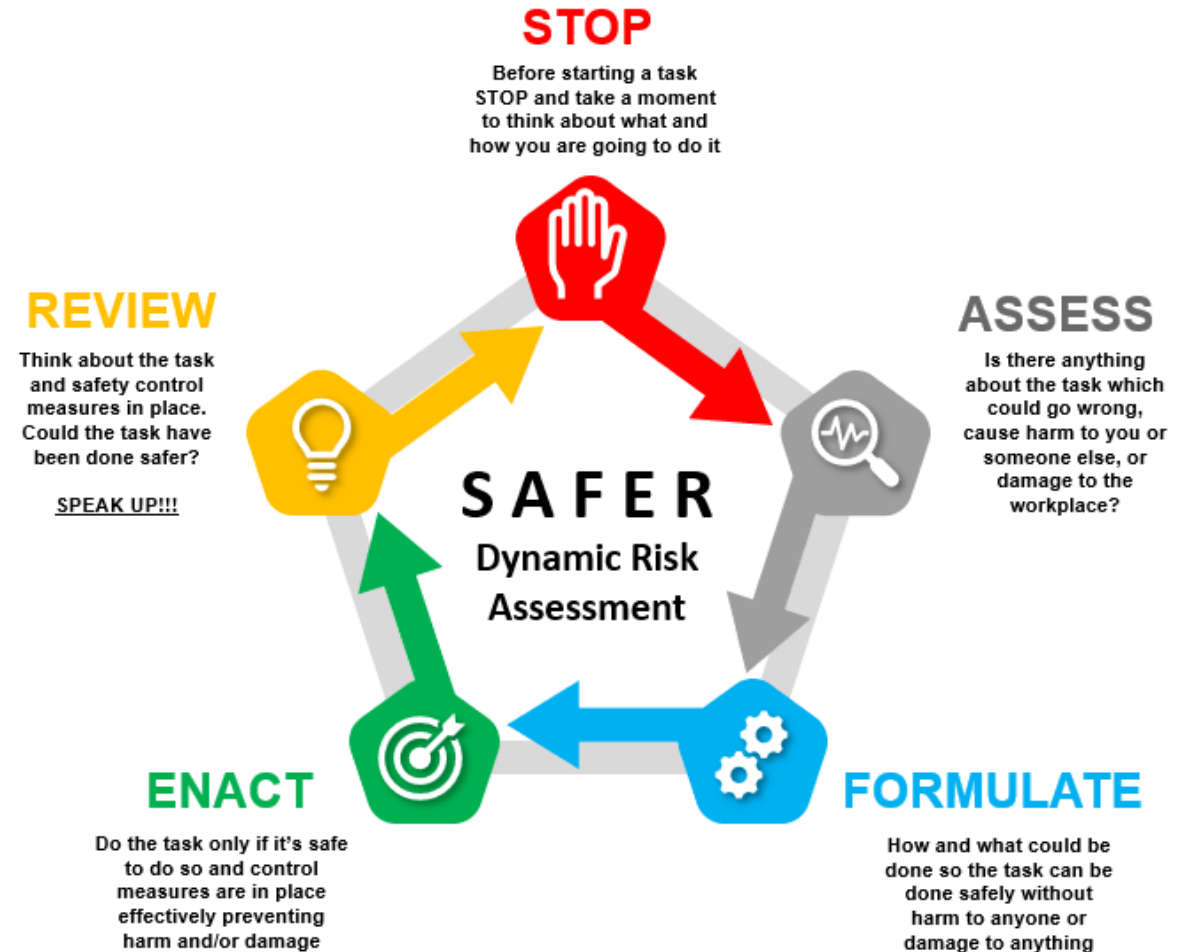 STOP
Before starting a task
STOP and take a moment
to think about what and
how you are going to do it
ASSESS
Is there anything
about the task which
could go wrong,
cause harm to you or
someone else, or
damage to the
workplace?
FORMULATE
How and what could be
done so the task can be
done safely without
harm to anyone or
damage to anything
ENACT
Do the task only if it's safe
to do so and control
measures are in place
effectively preventing
harm and/or damage
REVIEW
Think about the task
and safety control
measures in place.
Could the task have
been done safer?
SPEAK UP!!!
S A F E R
Dynamic Risk
Assessment